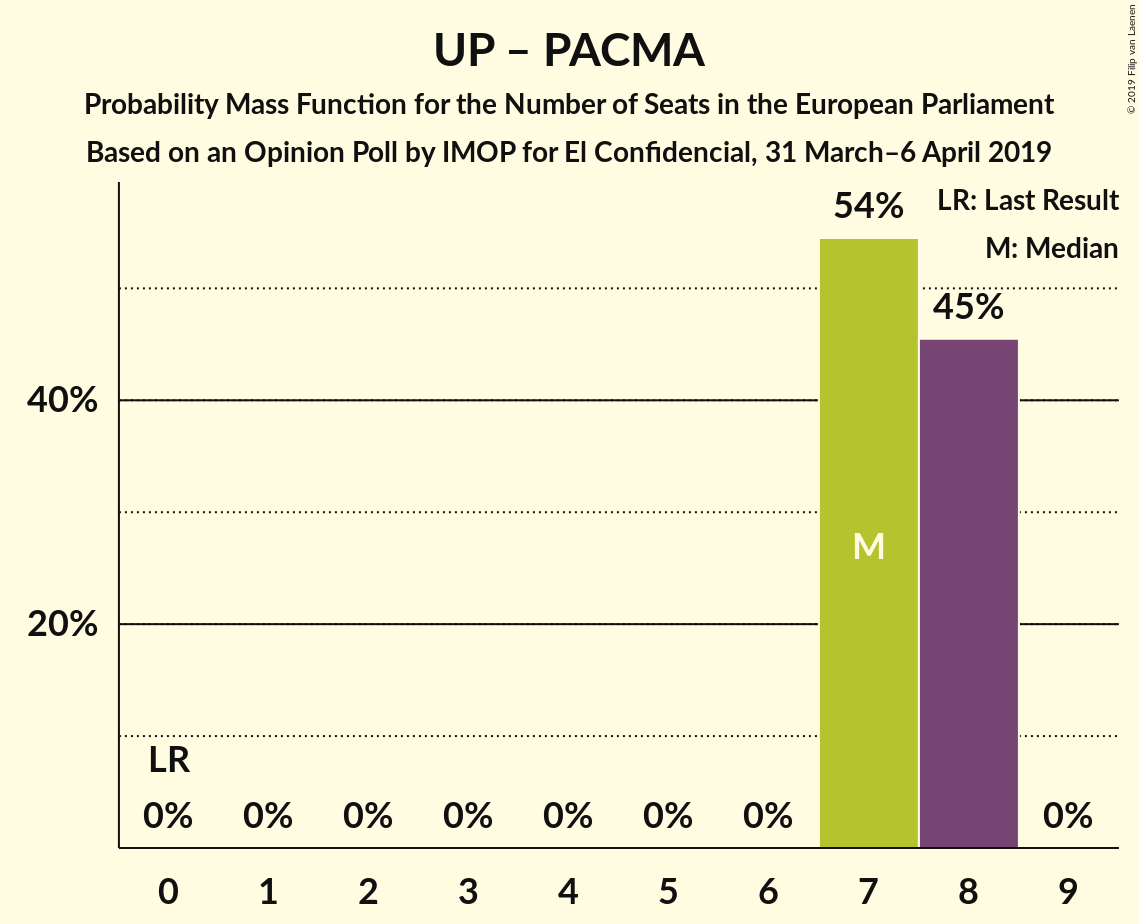 UP – PACMA
Probability Mass Function for the Number of Seats in the European Parliament
Based on an Opinion Poll by IMOP for El Confidencial, 31 March–6 April 2019
© 2019 Filip van Laenen
LR: Last Result
M: Median
54%
45%
40%
20%
M
LR
0% 0% 0% 0% 0% 0% 0% 0%
0 1 2 3 4 5 6 7 8 9